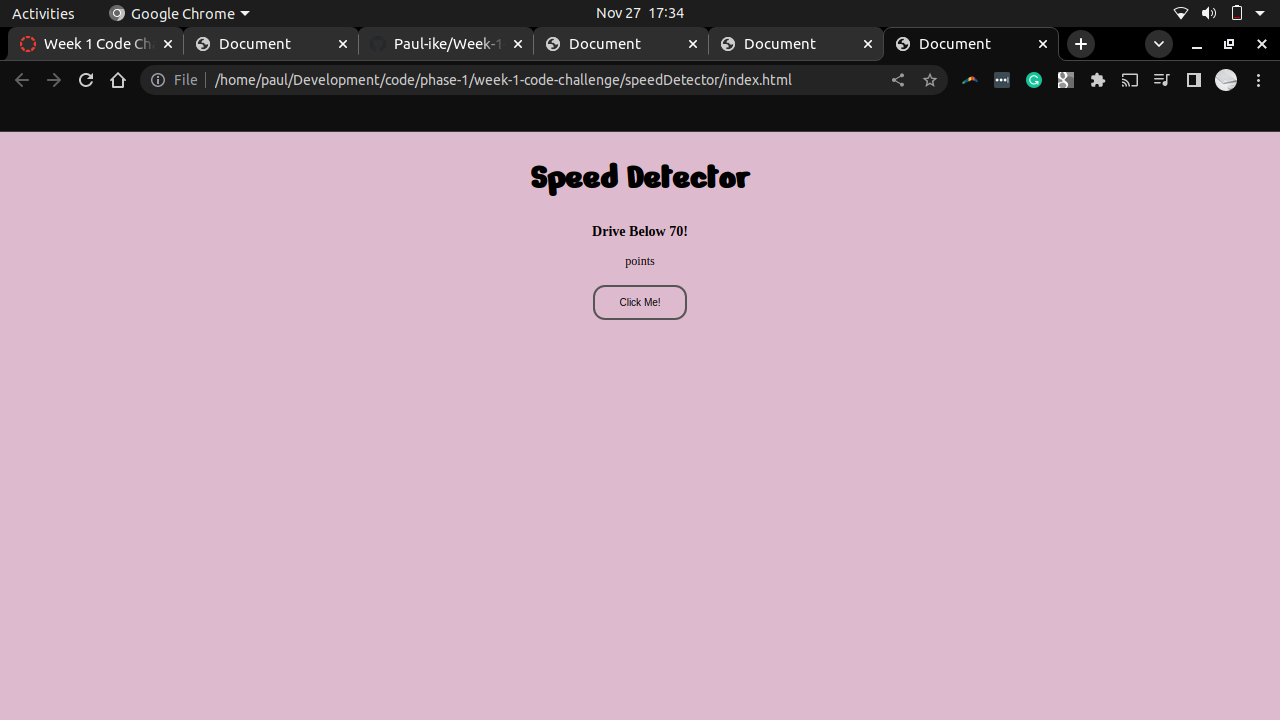 Activities Google Chrome Nov 27 17:34
Week 1 Code Ch Document Paul-ike/Week-1 Document Document Document
File /home/paul/Development/code/phase-1/week-1-code-challenge/speedDetector/index.html
Speed Detector
Drive Below 70!
points
Click Me!